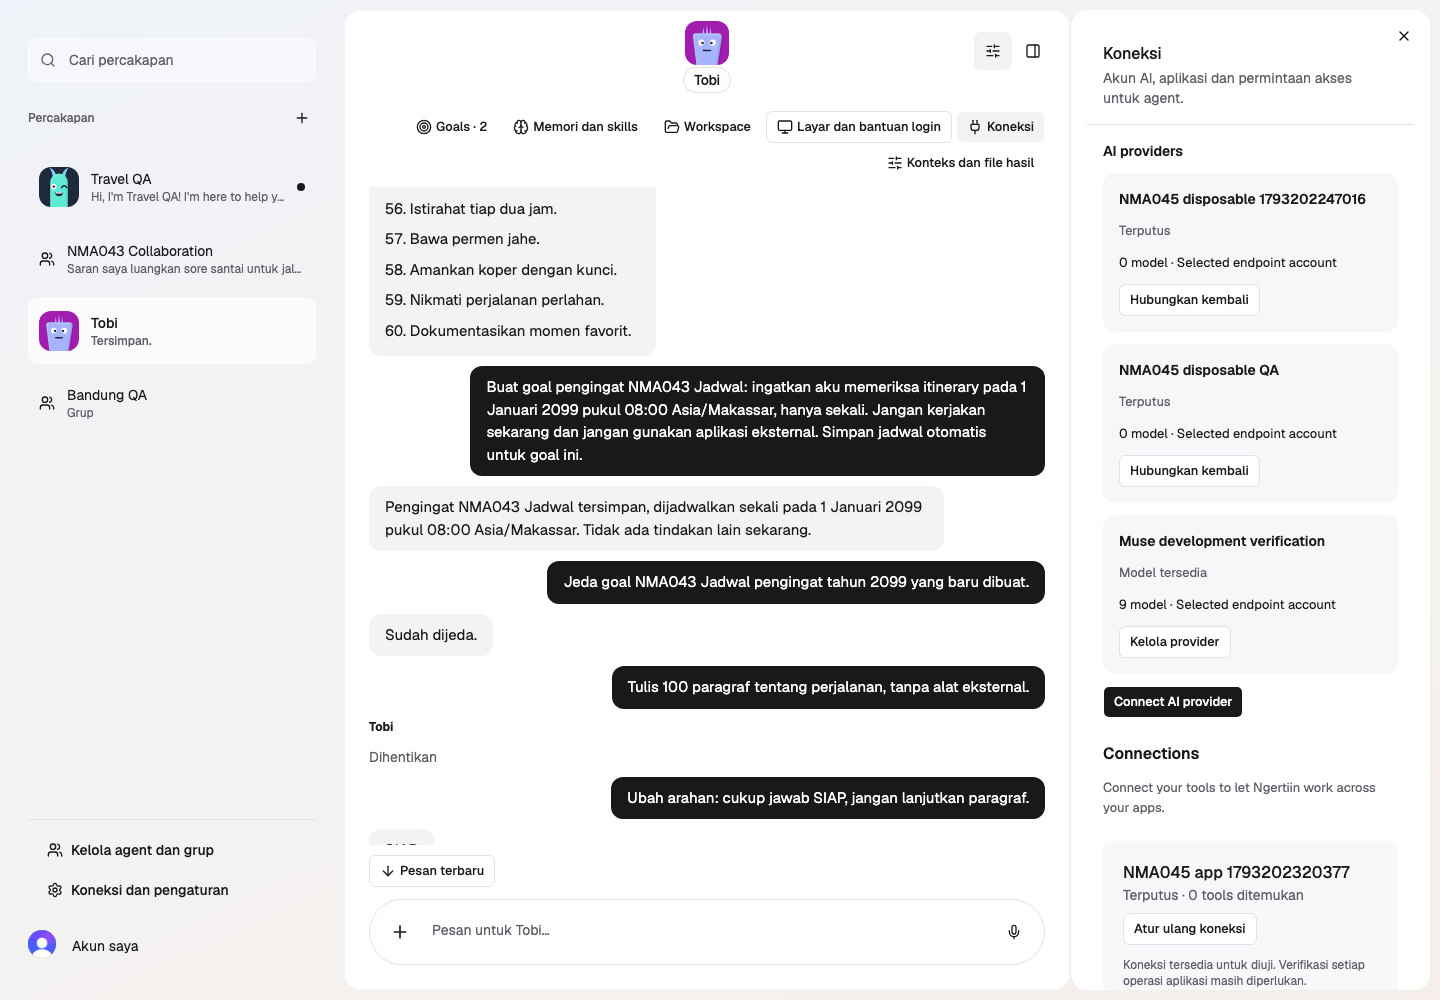 Cari percakapan
Percakapan
Travel QA
Hi, I'm Travel QA! I'm here to help y...
NMA043 Collaboration
Saran saya luangkan sore santai untuk jal...
Tobi
Tersimpan.
Bandung QA
Grup
Kelola agent dan grup
Koneksi dan pengaturan
Akun saya
Tobi
Goals · 2
Memori dan skills
Workspace
Layar dan bantuan login
Koneksi
Konteks dan file hasil
56. Istirahat tiap dua jam.
57. Bawa permen jahe.
58. Amankan koper dengan kunci.
59. Nikmati perjalanan perlahan.
60. Dokumentasikan momen favorit.
Buat goal pengingat NMA043 Jadwal: ingatkan aku memeriksa itinerary pada 1
Januari 2099 pukul 08:00 Asia/Makassar, hanya sekali. Jangan kerjakan
sekarang dan jangan gunakan aplikasi eksternal. Simpan jadwal otomatis
untuk goal ini.
Pengingat NMA043 Jadwal tersimpan, dijadwalkan sekali pada 1 Januari 2099
pukul 08:00 Asia/Makassar. Tidak ada tindakan lain sekarang.
Jeda goal NMA043 Jadwal pengingat tahun 2099 yang baru dibuat.
Sudah dijeda.
Tulis 100 paragraf tentang perjalanan, tanpa alat eksternal.
Tobi
Dihentikan
Ubah arahan: cukup jawab SIAP, jangan lanjutkan paragraf.
Pesan terbaru
Pesan untuk Tobi...
Koneksi
Akun AI, aplikasi dan permintaan akses
untuk agent.
AI providers
NMA045 disposable 1793202247016
Terputus
0 model · Selected endpoint account
Hubungkan kembali
NMA045 disposable QA
Terputus
0 model · Selected endpoint account
Hubungkan kembali
Muse development verification
Model tersedia
9 model · Selected endpoint account
Kelola provider
Connect AI provider
Connections
Connect your tools to let Ngertiin work across
your apps.
NMA045 app 1793202320377
Terputus · 0 tools ditemukan
Atur ulang koneksi
Koneksi tersedia untuk diuji. Verifikasi setiap
operasi aplikasi masih diperlukan.